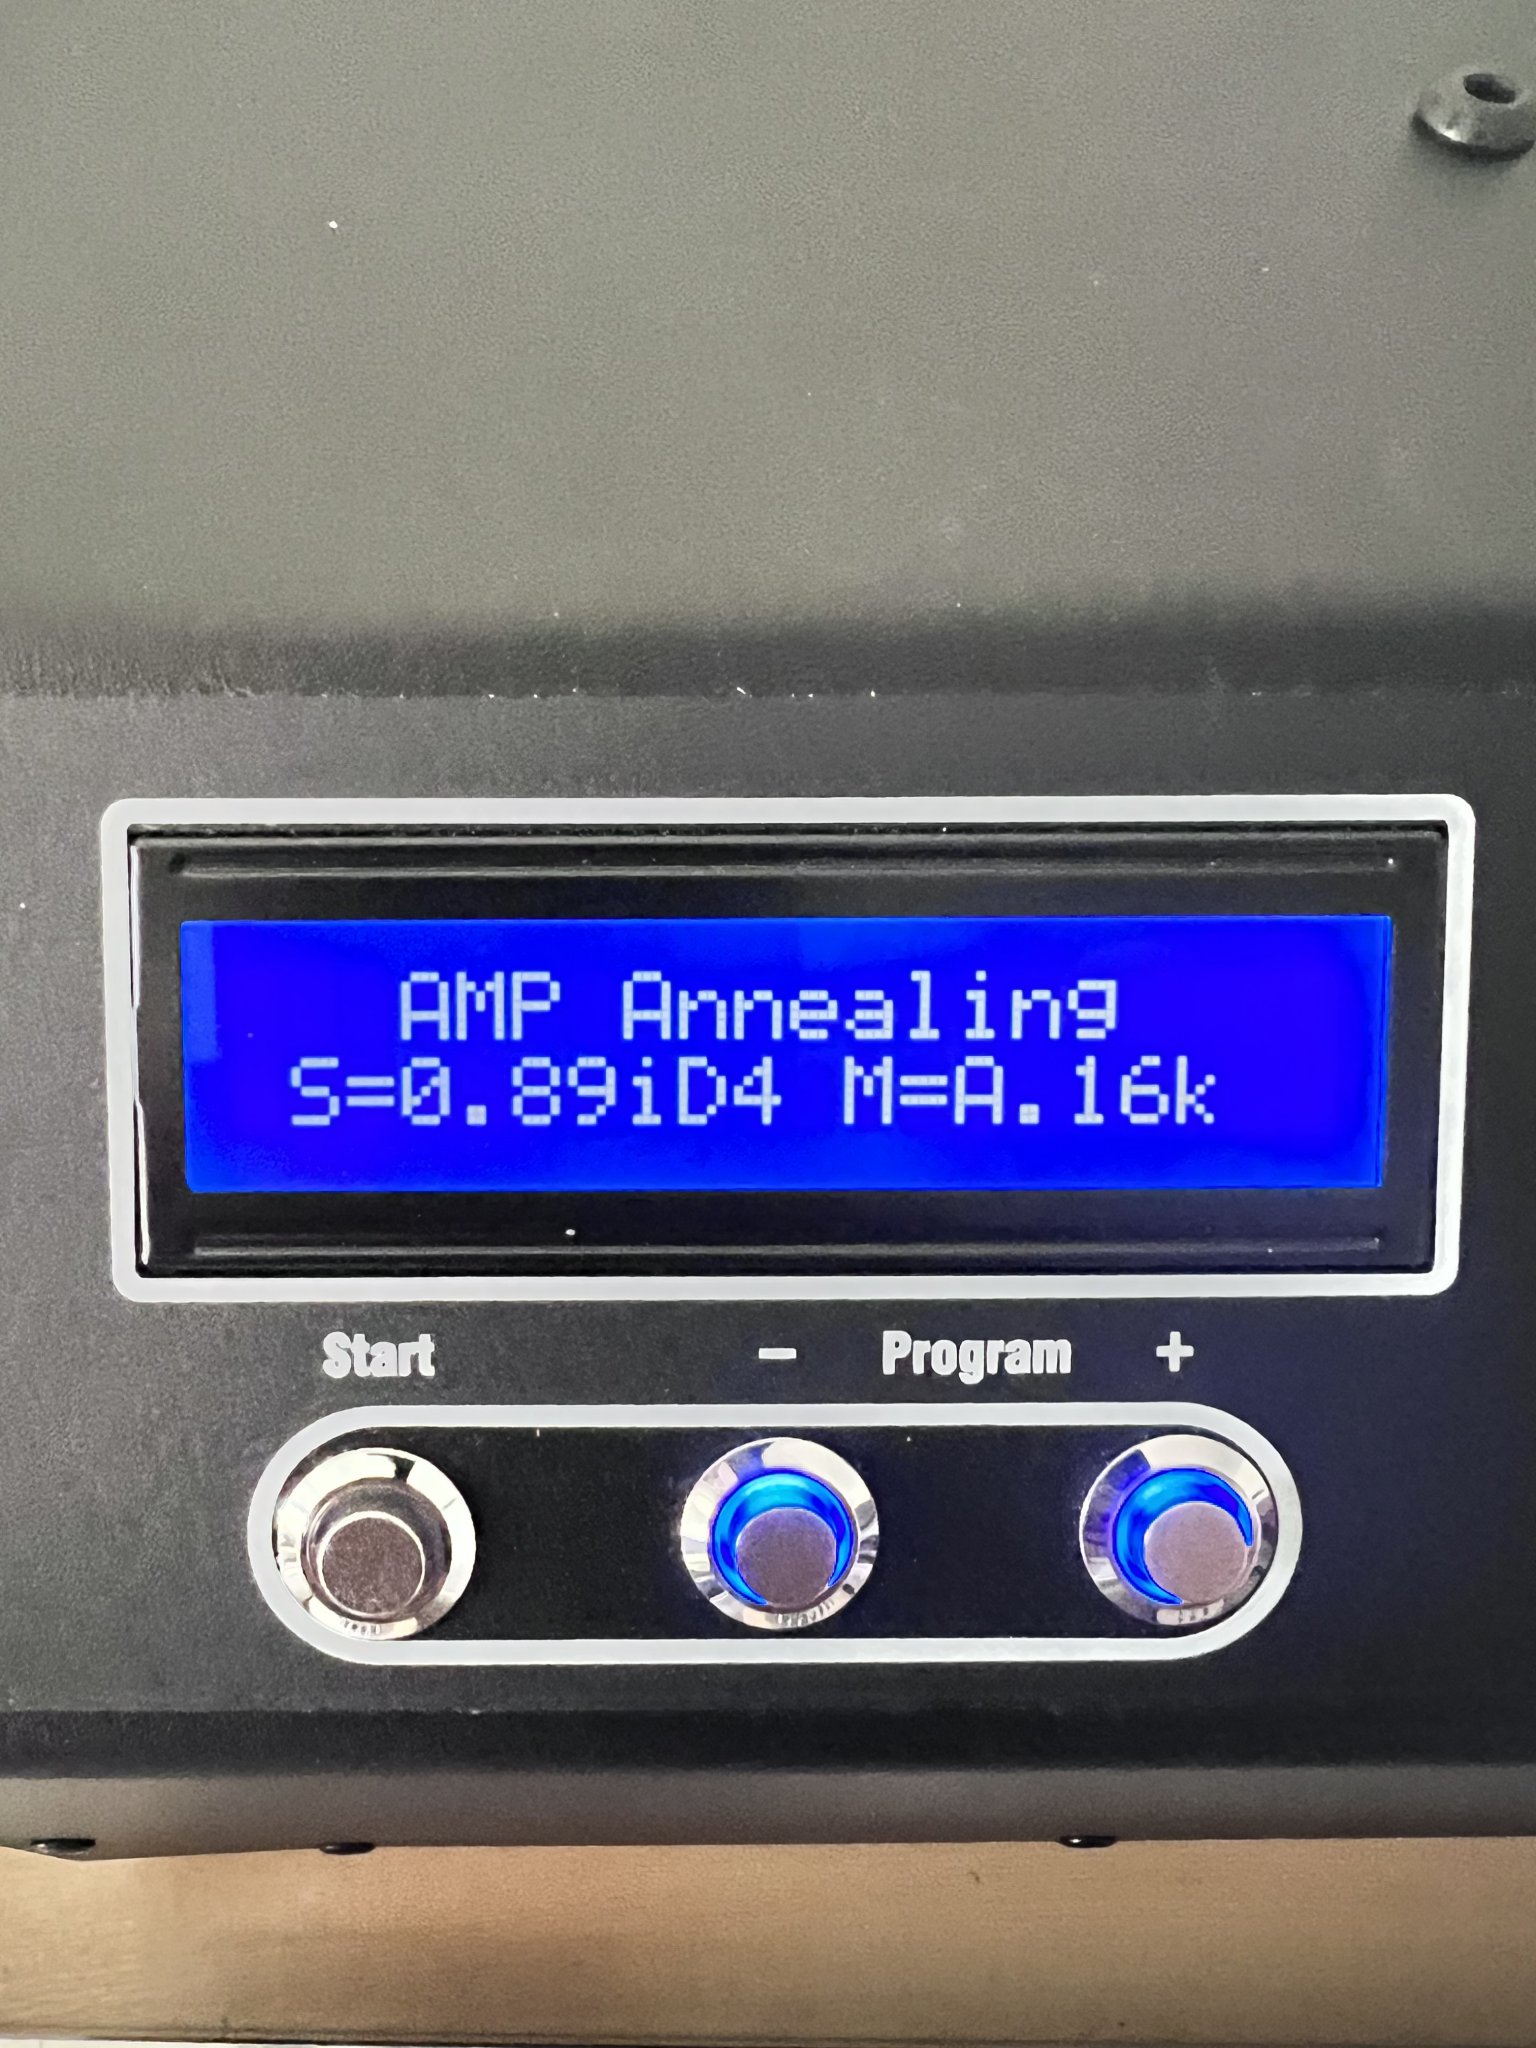 AMP Annealing
S=0.89iD4 M=A.16k
Start - Program +